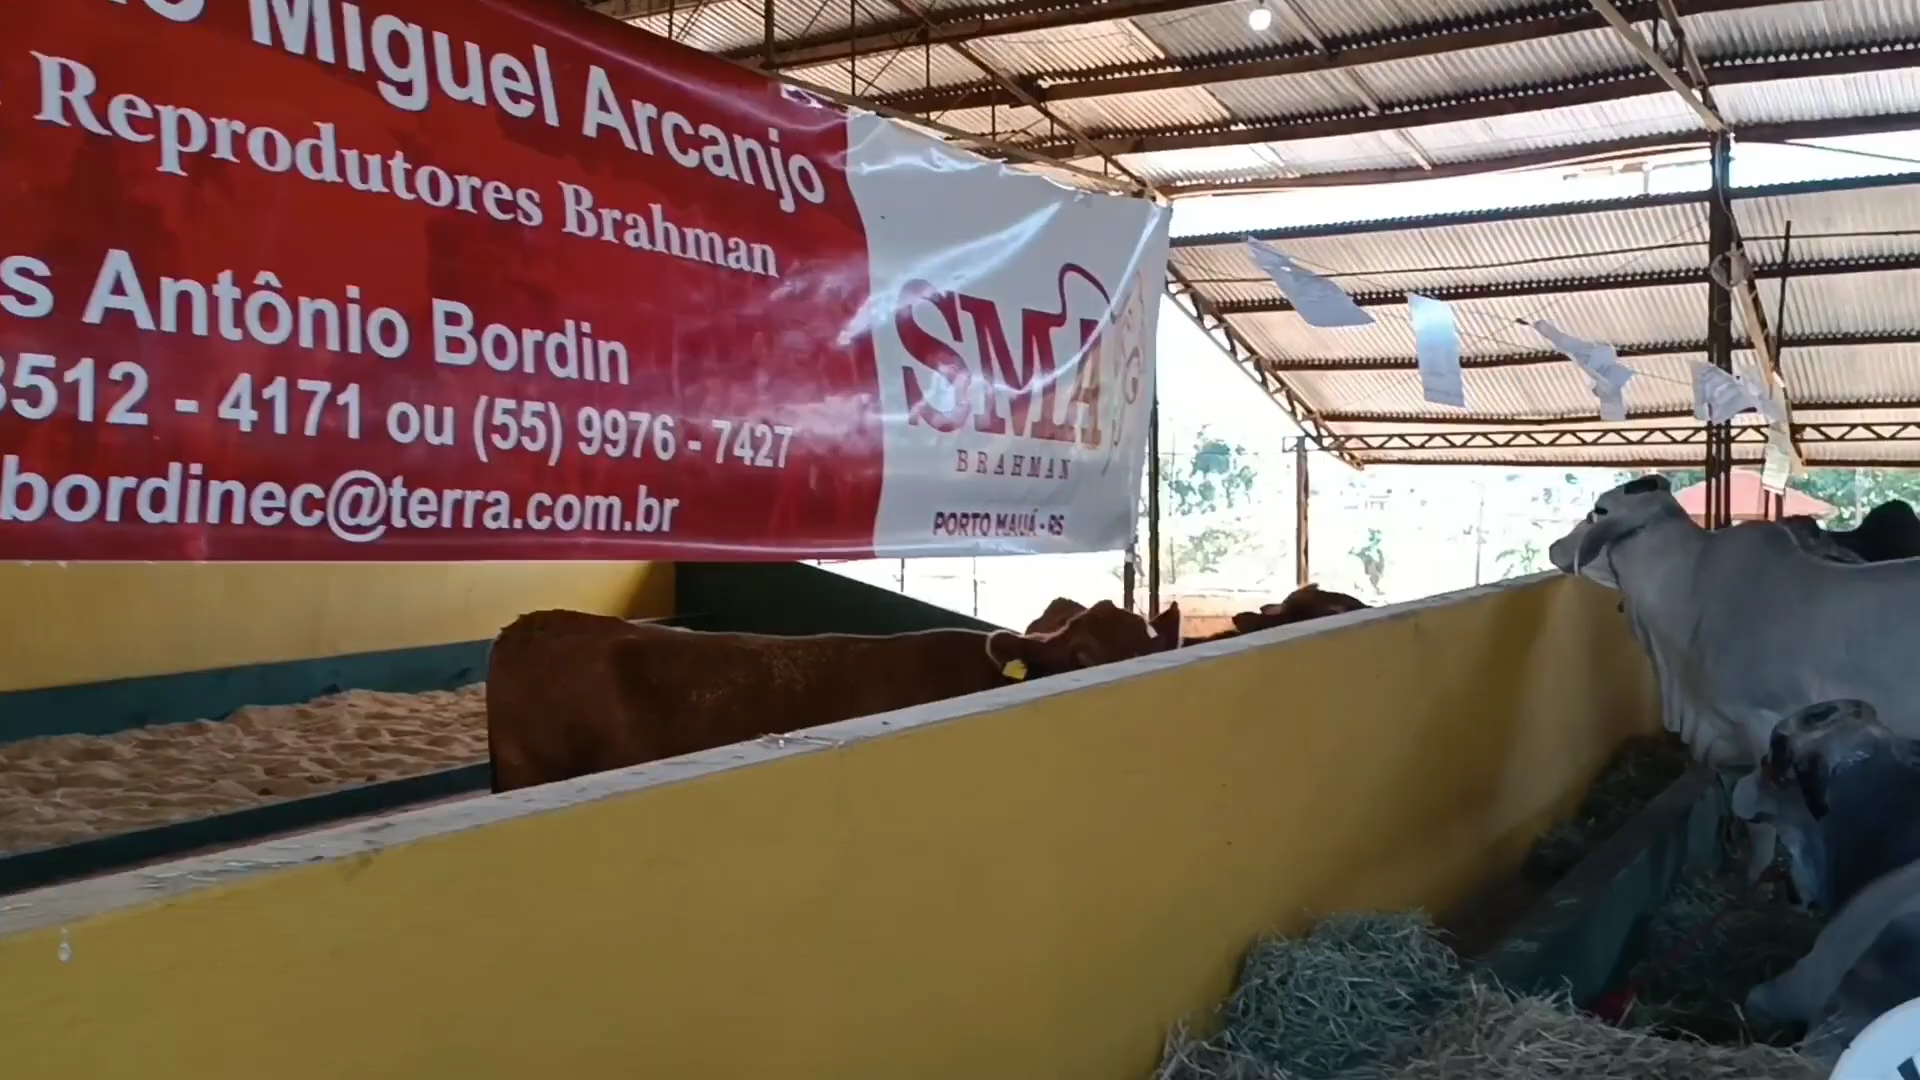 Miguel Arcanjo
Reprodutores Brahman
s Antônio Bordin
3512 - 4171 ou (55) 9976 - 7427
bordinec@terra.com.br
SMA
BRAHMAN
PORTO MAUÁ - RS